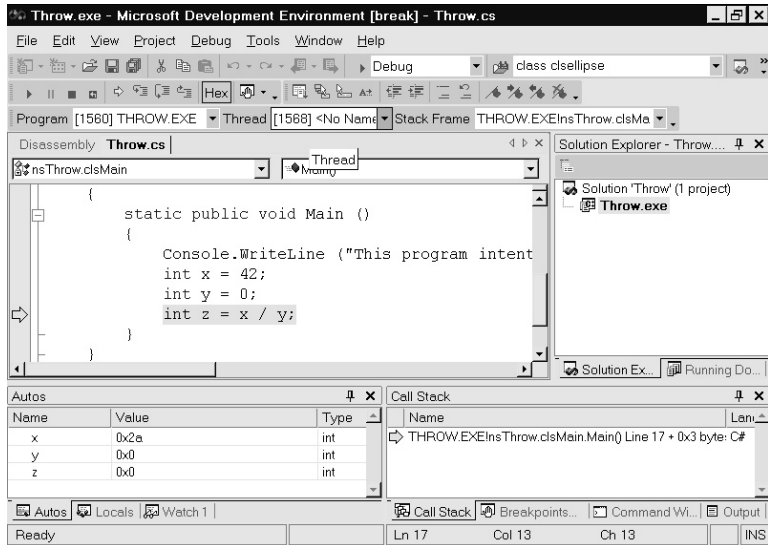 Throw.exe - Microsoft Development Environment [break] - Throw.cs
File Edit View Project Debug Tools Window Help
Debug class clsellipse
Hex
Program [1560] THROW.EXE Thread [1568] <No Name Stack Frame THROW.EXE!nsThrow.clsMa
Disassembly Throw.cs
Solution Explorer - Throw....
nsThrow.clsMain Main()
Thread
Solution 'Throw' (1 project)
Throw.exe
{
static public void Main ()
{
Console.WriteLine ("This program intent
int x = 42;
int y = 0;
int z = x / y;
}
}
Solution Ex... Running Do...
Autos
Name Value Type
x 0x2a int
y 0x0 int
z 0x0 int
Autos Locals Watch 1
Call Stack
Name Lang
THROW.EXE!nsThrow.clsMain.Main() Line 17 + 0x3 byte: C#
Call Stack Breakpoints... Command Wi... Output
Ready Ln 17 Col 13 Ch 13 INS